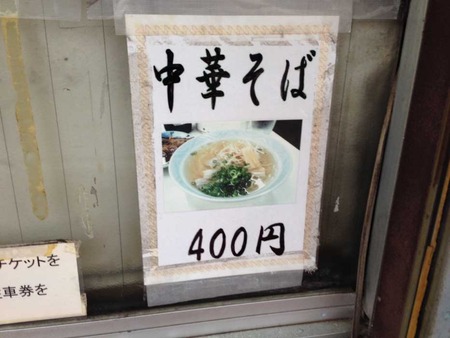 中華そば
400円
チケットを
車券を